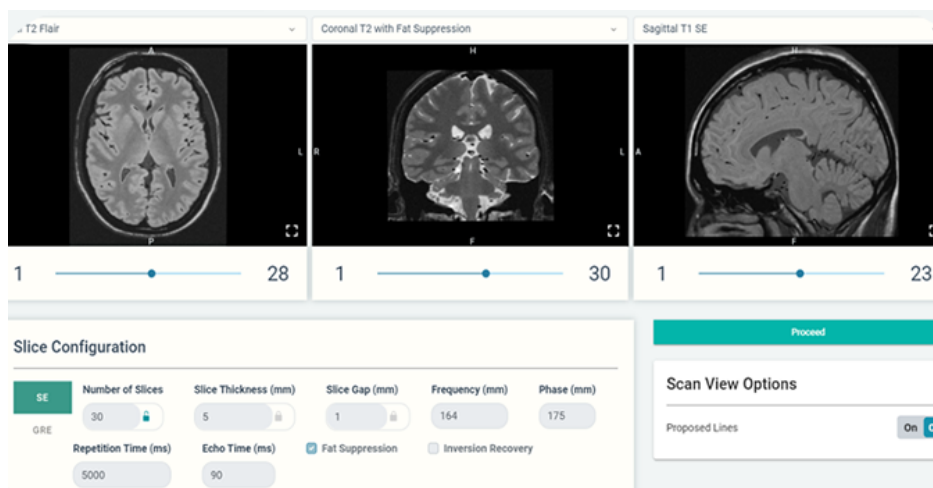 T2 Flair
Coronal T2 with Fat Suppression
Sagittal T1 SE
A
L
P
H
R
L
F
H
A
F
1 28
1 30
1 23
Slice Configuration
SE
GRE
Number of Slices
30
Slice Thickness (mm)
5
Slice Gap (mm)
1
Frequency (mm)
164
Phase (mm)
175
Repetition Time (ms)
5000
Echo Time (ms)
90
Fat Suppression
Inversion Recovery
Proceed
Scan View Options
Proposed Lines
On